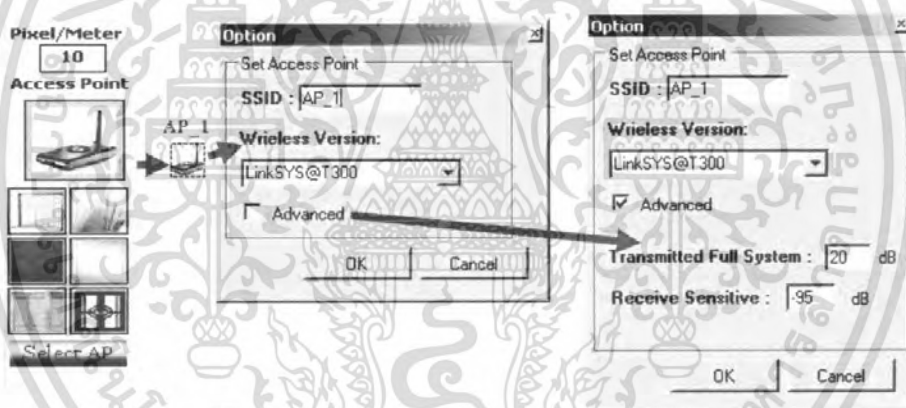 Pixel/Meter
10
Access Point
Select AP
AP_1
Option
Set Access Point
SSID : AP_1
Wrieless Version:
LinkSYS@T300
Advanced
OK Cancel
Option
Set Access Point
SSID : AP_1
Wrieless Version:
LinkSYS@T300
Advanced
Transmitted Full System : 20 dB
Receive Sensitive : -95 dB
OK Cancel